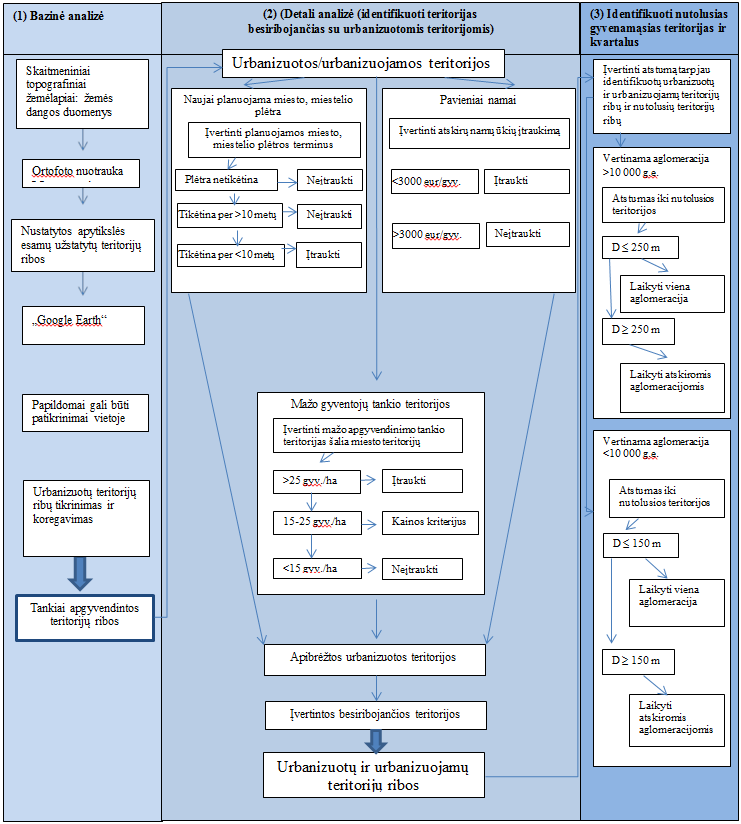 (1) Bazinė analizė
Skaitmeniniai
topografiniai
žemėlapiai: žemės
dangos duomenys
Ortofoto nuotrauka
Nustatytos apytikslės
esamų užstatytų teritorijų
ribos
„Google Earth“
Papildomai gali būti
patikrinimai vietoje
Urbanizuotų teritorijų
ribų tikrinimas ir
koregavimas
Tankiai apgyvendintos
teritorijų ribos
(2) (Detali analizė (identifikuoti teritorijas
besiribojančias su urbanizuotomis teritorijomis)
Urbanizuotos/urbanizuojamos teritorijos
Naujai planuojama miesto, miestelio
plėtra
Įvertinti planuojamos miesto,
miestelio plėtros terminus
Plėtra netikėtina
Neįtraukti
Tikėtina per >10 metų
Neįtraukti
Tikėtina per <10 metų
Įtraukti
Pavieniai namai
Įvertinti atskirų namų ūkių įtraukimą
<3000 eur/gyv.
Įtraukti
>3000 eur/gyv.
Neįtraukti
Mažo gyventojų tankio teritorijos
Įvertinti mažo apgyvendinimo tankio
teritorijas šalia miesto teritorijų
>25 gyv./ha
Įtraukti
15-25 gyv./ha
Kainos kriterijus
<15 gyv./ha
Neįtraukti
Apibrėžtos urbanizuotos teritorijos
Įvertintos besiribojančios teritorijos
Urbanizuotų ir urbanizuojamų
teritorijų ribos
(3) Identifikuoti nutolusias
gyvenamąsias teritorijas ir
kvartalus
Įvertinti atstumą tarp jau
identifikuotų urbanizuotų
ir urbanizuojamų teritorijų
ribų ir nutolusių teritorijų
ribų
Vertinama aglomeracija
>10 000 g.e.
Atstumas iki nutolusios
teritorijos
D ≤ 250 m
Laikyti viena
aglomeracija
D ≥ 250 m
Laikyti atskiromis
aglomeracijomis
Vertinama aglomeracija
<10 000 g.e.
Atstumas iki
nutolusios teritorijos
D ≤ 150 m
Laikyti viena
aglomeracija
D ≥ 150 m
Laikyti
atskiromis
aglomeracijomis